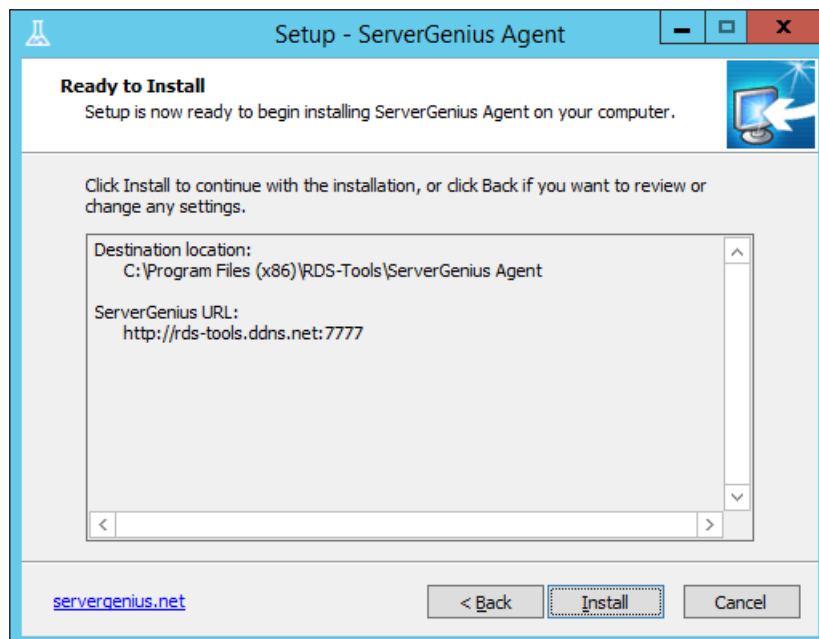 Setup - ServerGenius Agent
Ready to Install
Setup is now ready to begin installing ServerGenius Agent on your computer.
Click Install to continue with the installation, or click Back if you want to review or
change any settings.
Destination location:
C:\Program Files (x86)\RDS-Tools\ServerGenius Agent
ServerGenius URL:
http://rds-tools.ddns.net:7777
servergenius.net
< Back
Install
Cancel